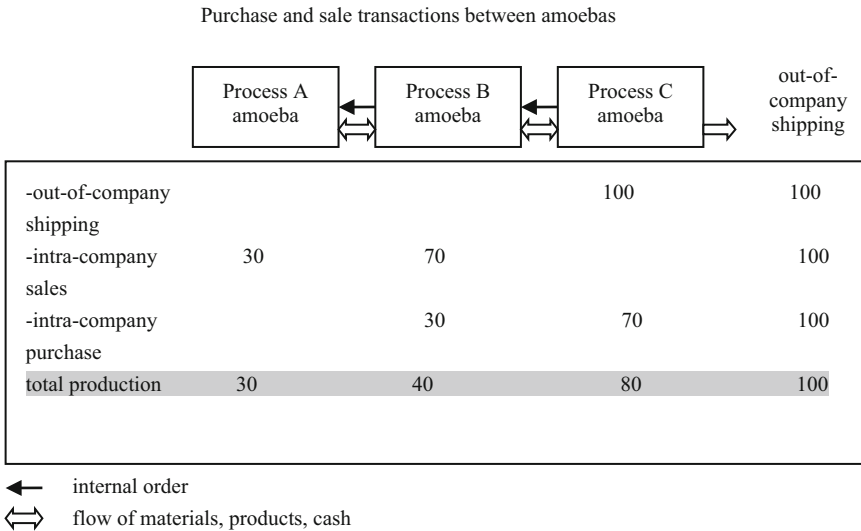 Purchase and sale transactions between amoebas
Process A
amoeba
Process B
amoeba
Process C
amoeba
out-of-
company
shipping
-out-of-company 100 100
shipping
-intra-company 30 70 100
sales
-intra-company 30 70 100
purchase
total production 30 40 80 100
internal order
flow of materials, products, cash